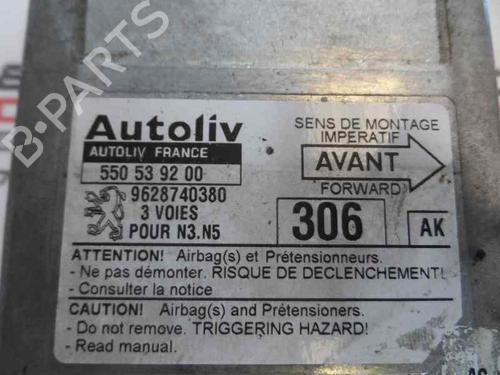 B-PARTS
Autoliv
AUTOLIV FRANCE
550 53 92 00
9628740380
3 VOIES
POUR N3.N5
SENS DE MONTAGE
IMPERATIF
AVANT
FORWARD
306
AK
ATTENTION! Airbag(s) et Prétensionneurs.
- Ne pas démonter. RISQUE DE DECLENCHEMENT!
- Consulter la notice
CAUTION! Airbag(s) and Prétensioners.
- Do not remove. TRIGGERING HAZARD!
- Read manual.